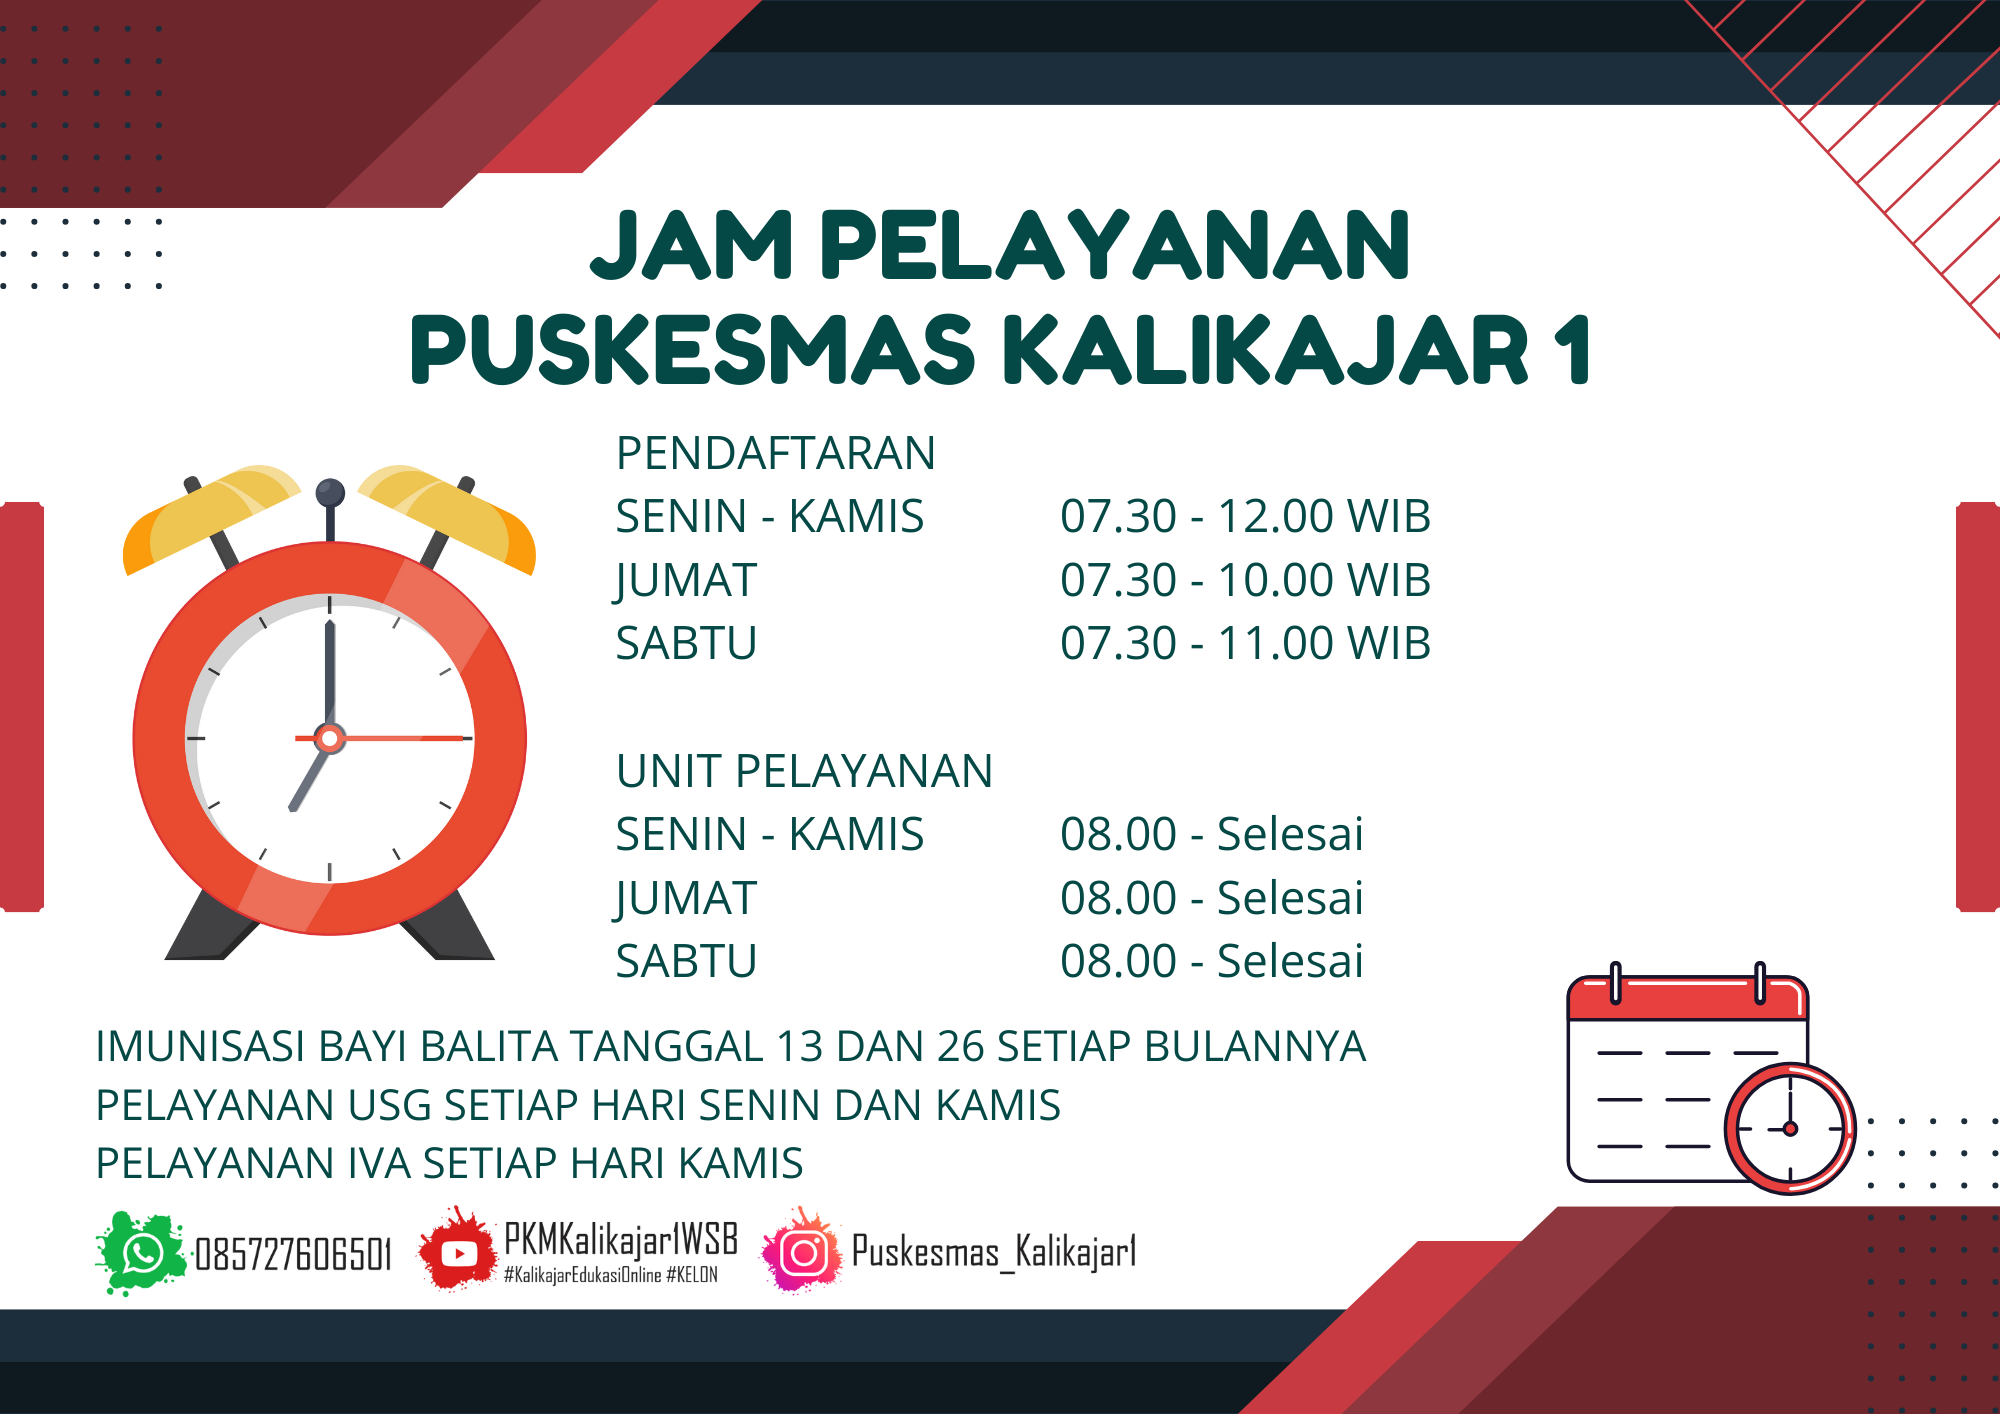 JAM PELAYANAN
PUSKESMAS KALIKAJAR 1
PENDAFTARAN
SENIN - KAMIS 07.30 - 12.00 WIB
JUMAT 07.30 - 10.00 WIB
SABTU 07.30 - 11.00 WIB
UNIT PELAYANAN
SENIN - KAMIS 08.00 - Selesai
JUMAT 08.00 - Selesai
SABTU 08.00 - Selesai
IMUNISASI BAYI BALITA TANGGAL 13 DAN 26 SETIAP BULANNYA
PELAYANAN USG SETIAP HARI SENIN DAN KAMIS
PELAYANAN IVA SETIAP HARI KAMIS
085727606501
PKMKalikajar1WSB
#KalikajarEdukasiOnline #KELON
Puskesmas_Kalikajar1